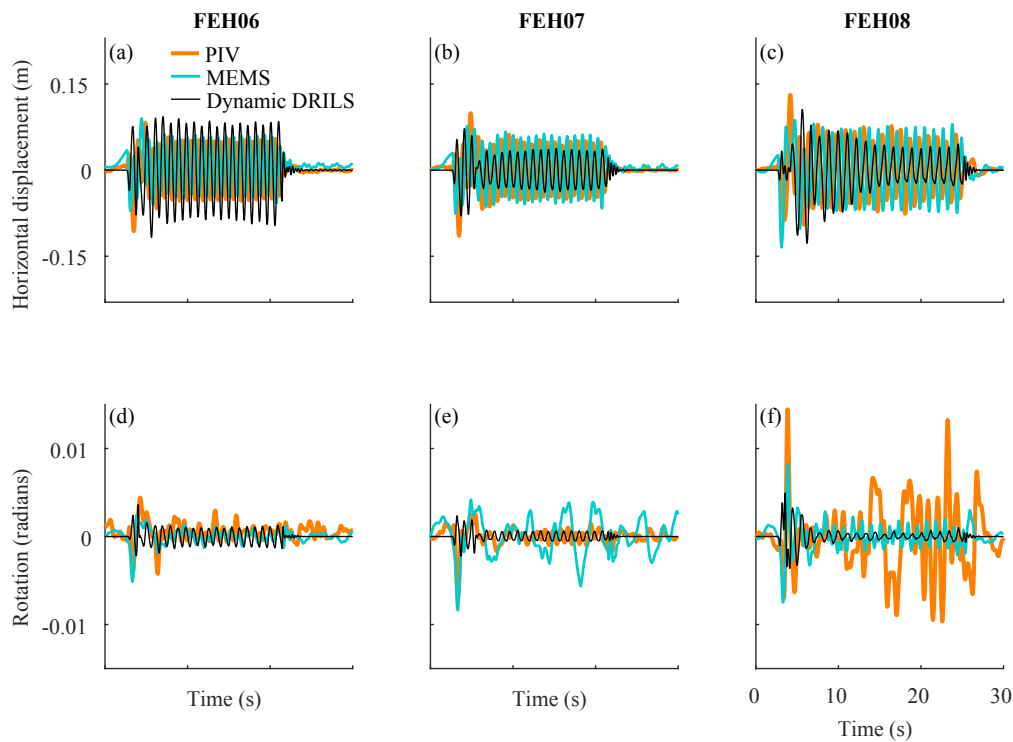 FEH06
FEH07
FEH08
(a)
PIV
MEMS
Dynamic DRILS
(b)
(c)
Horizontal displacement (m)
0.15
0
-0.15
(d)
(e)
(f)
Rotation (radians)
0.01
0
-0.01
Time (s)
Time (s)
0 10 20 30
Time (s)